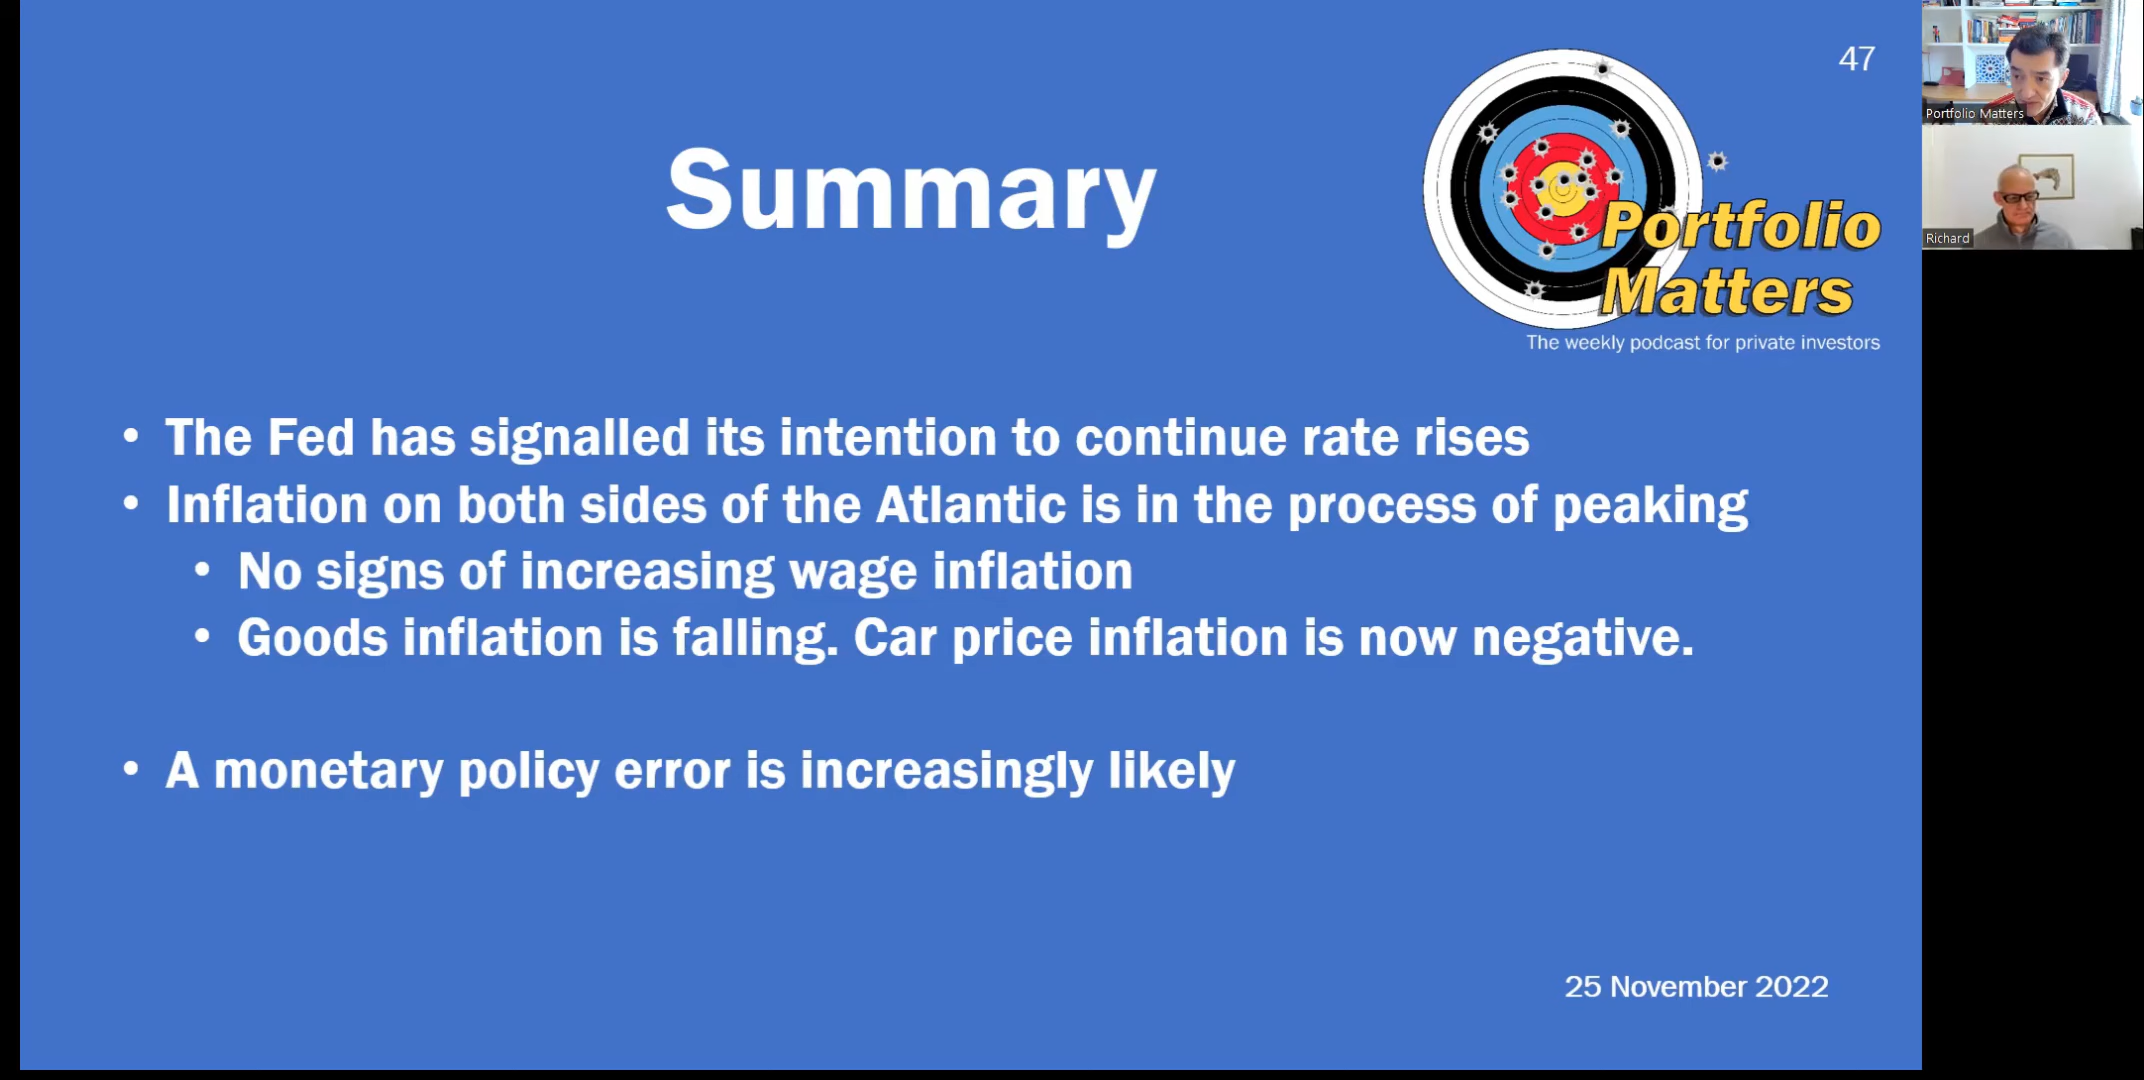 47
Summary
Portfolio
Matters
The weekly podcast for private investors
• The Fed has signalled its intention to continue rate rises
• Inflation on both sides of the Atlantic is in the process of peaking
• No signs of increasing wage inflation
• Goods inflation is falling. Car price inflation is now negative.
• A monetary policy error is increasingly likely
25 November 2022
Portfolio Matters
Richard